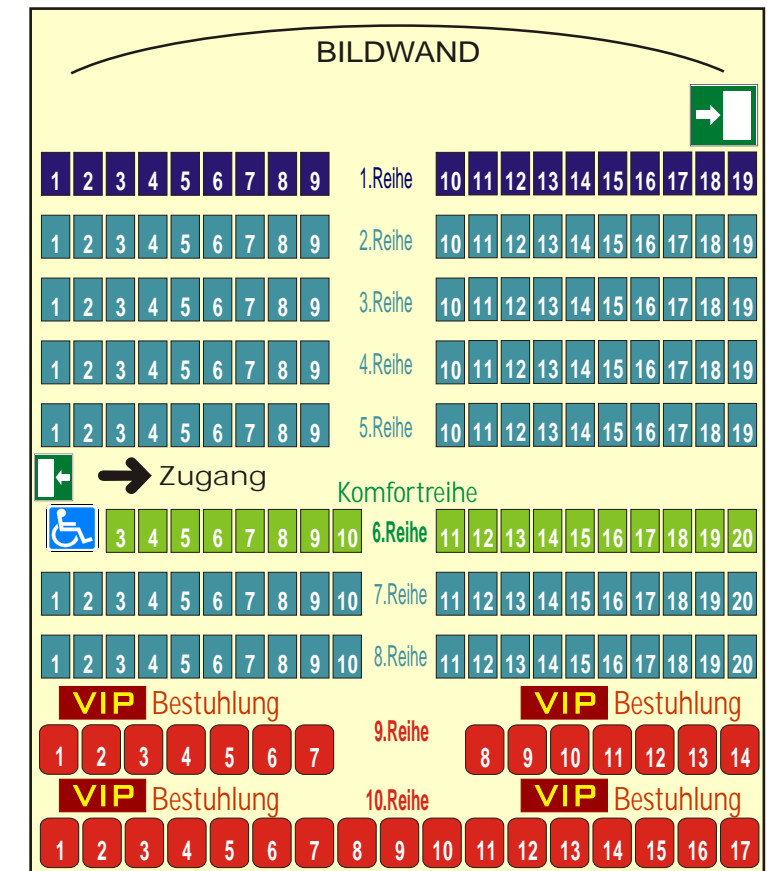 BILDWAND
1 2 3 4 5 6 7 8 9 1.Reihe 10 11 12 13 14 15 16 17 18 19
1 2 3 4 5 6 7 8 9 2.Reihe 10 11 12 13 14 15 16 17 18 19
1 2 3 4 5 6 7 8 9 3.Reihe 10 11 12 13 14 15 16 17 18 19
1 2 3 4 5 6 7 8 9 4.Reihe 10 11 12 13 14 15 16 17 18 19
1 2 3 4 5 6 7 8 9 5.Reihe 10 11 12 13 14 15 16 17 18 19
Zugang
Komfortreihe
3 4 5 6 7 8 9 10 6.Reihe 11 12 13 14 15 16 17 18 19 20
1 2 3 4 5 6 7 8 9 10 7.Reihe 11 12 13 14 15 16 17 18 19 20
1 2 3 4 5 6 7 8 9 10 8.Reihe 11 12 13 14 15 16 17 18 19 20
VIP Bestuhlung VIP Bestuhlung
1 2 3 4 5 6 7 9.Reihe 8 9 10 11 12 13 14
VIP Bestuhlung 10.Reihe VIP Bestuhlung
1 2 3 4 5 6 7 8 9 10 11 12 13 14 15 16 17